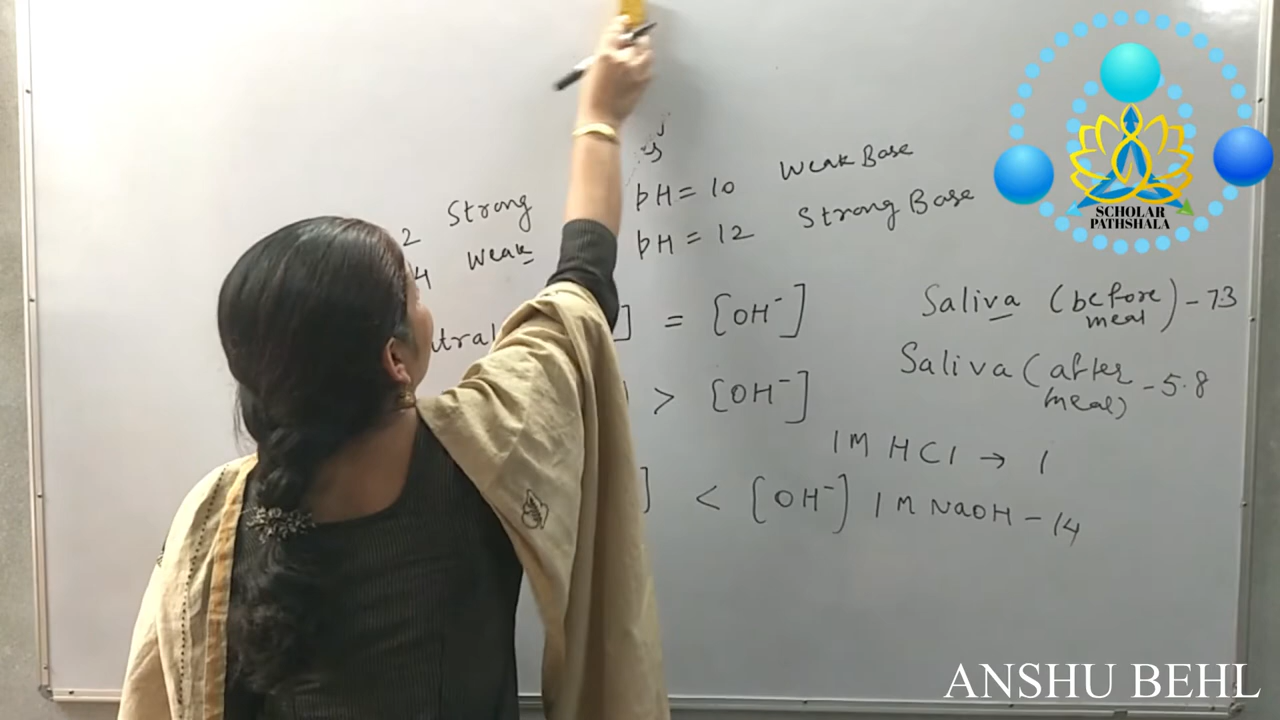 pH = 10 Weak Base
2 Strong
pH = 12 Strong Base
4 Weak
tral ] = [OH⁻]
Saliva (before meal) - 7.3
> [OH⁻]
Saliva (after meal) - 5.8
1M HCl → 1
] < [OH⁻]
1M NaOH - 14
SCHOLAR
PATHSHALA
ANSHU BEHL